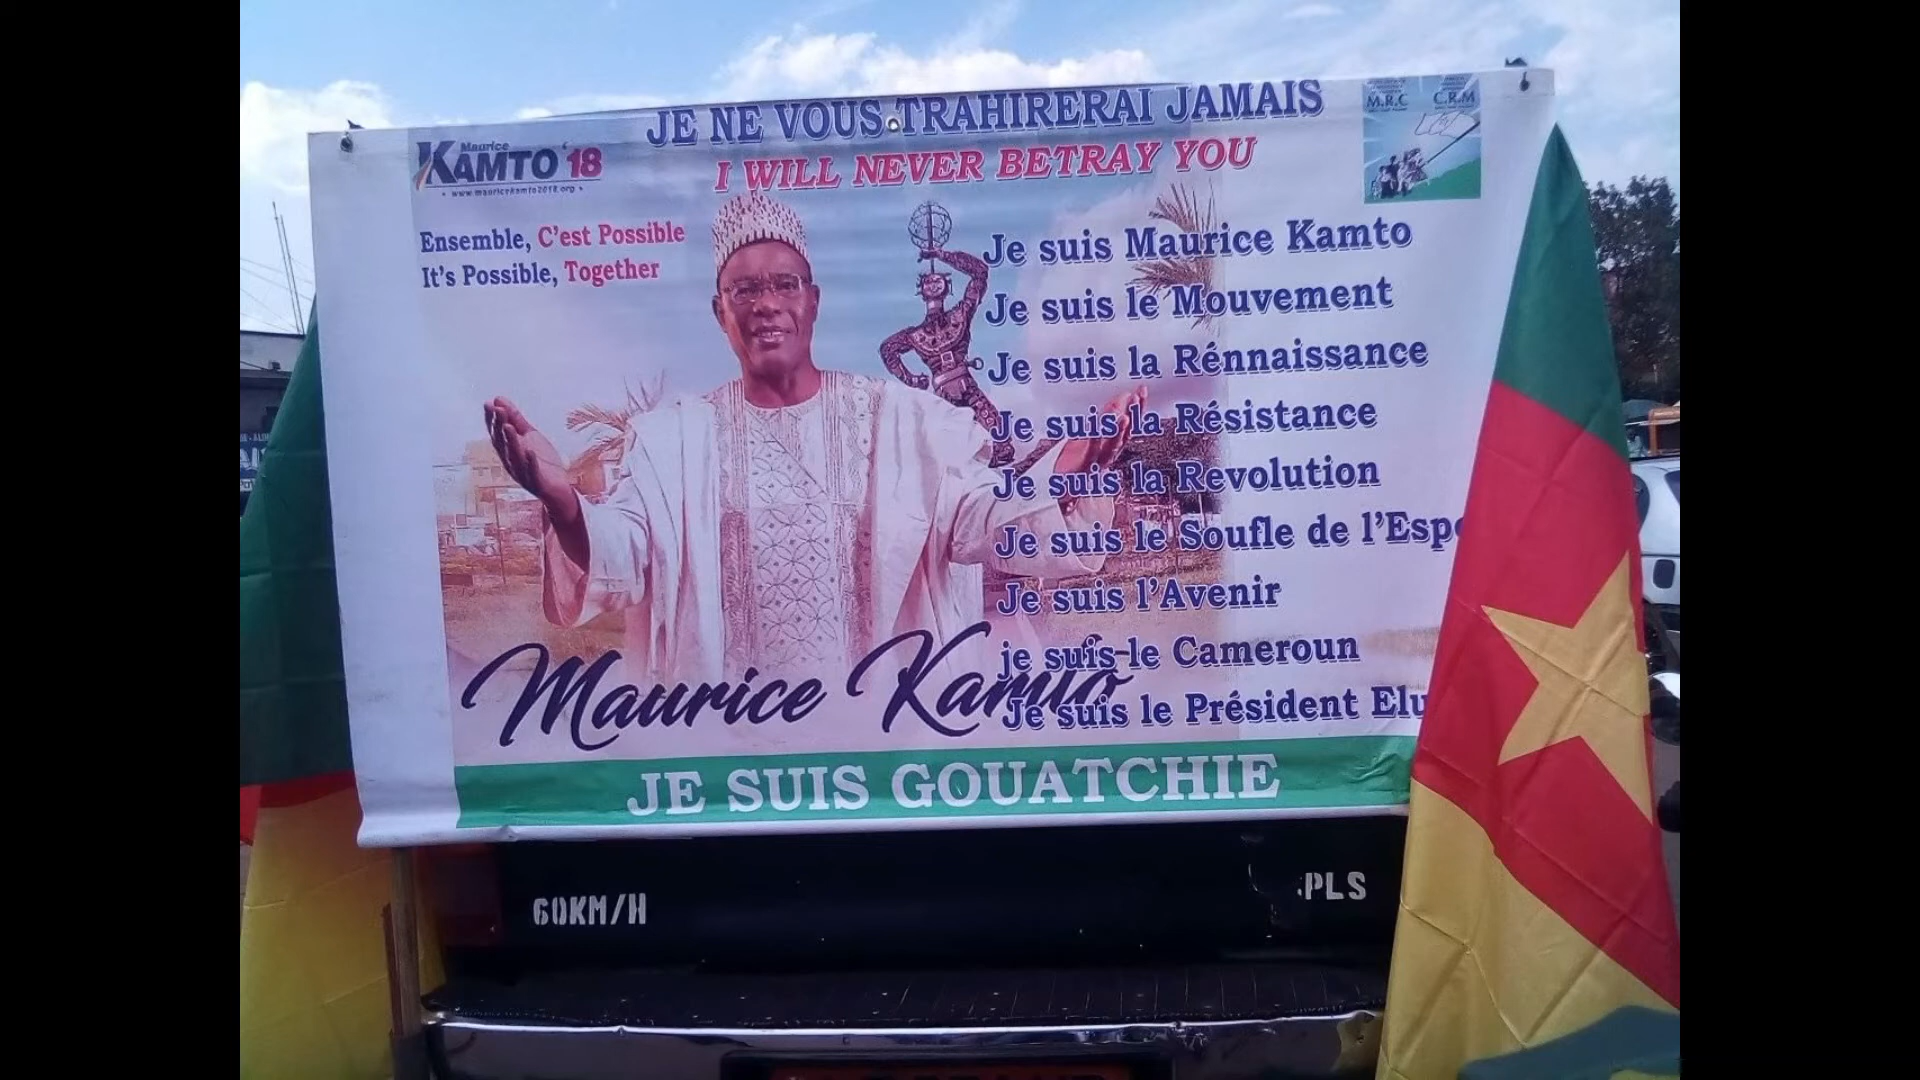 JE NE VOUS TRAHIRERAI JAMAIS
I WILL NEVER BETRAY YOU
Maurice
KAMTO '18
www.mauricekamto2018.org
M.R.C C.R.M
Ensemble, C'est Possible
It's Possible, Together
Je suis Maurice Kamto
Je suis le Mouvement
Je suis la Rénnaissance
Je suis la Résistance
Je suis la Revolution
Je suis le Soufle de l'Espo
Je suis l'Avenir
je suis le Cameroun
Je suis le Président Elu
Maurice Kamto
JE SUIS GOUATCHIE
60KM/H
PLS